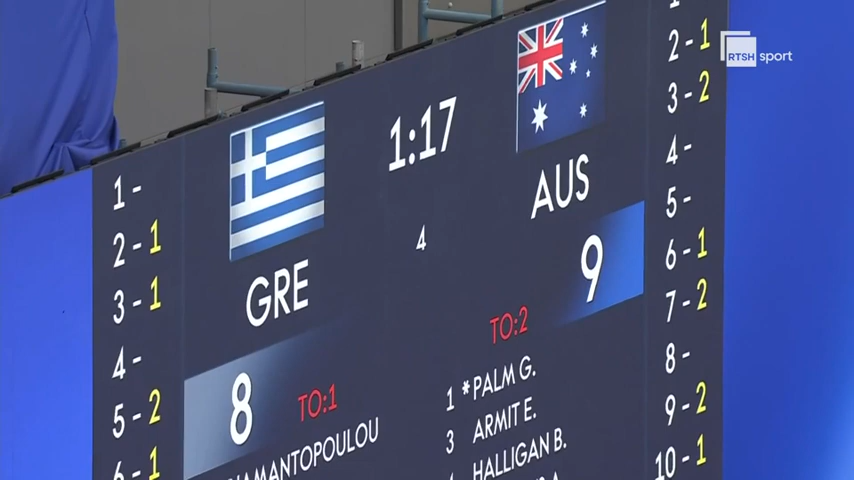 RTSH sport
1:17
4
GRE
AUS
8
9
TO:1
TO:2
1 -
2 - 1
3 - 1
4 -
5 - 2
6 - 1
1 *PALM G.
3 ARMIT E.
HALLIGAN B.
2 - 1
3 - 2
4 -
5 -
6 - 1
7 - 2
8 -
9 - 2
10 - 1